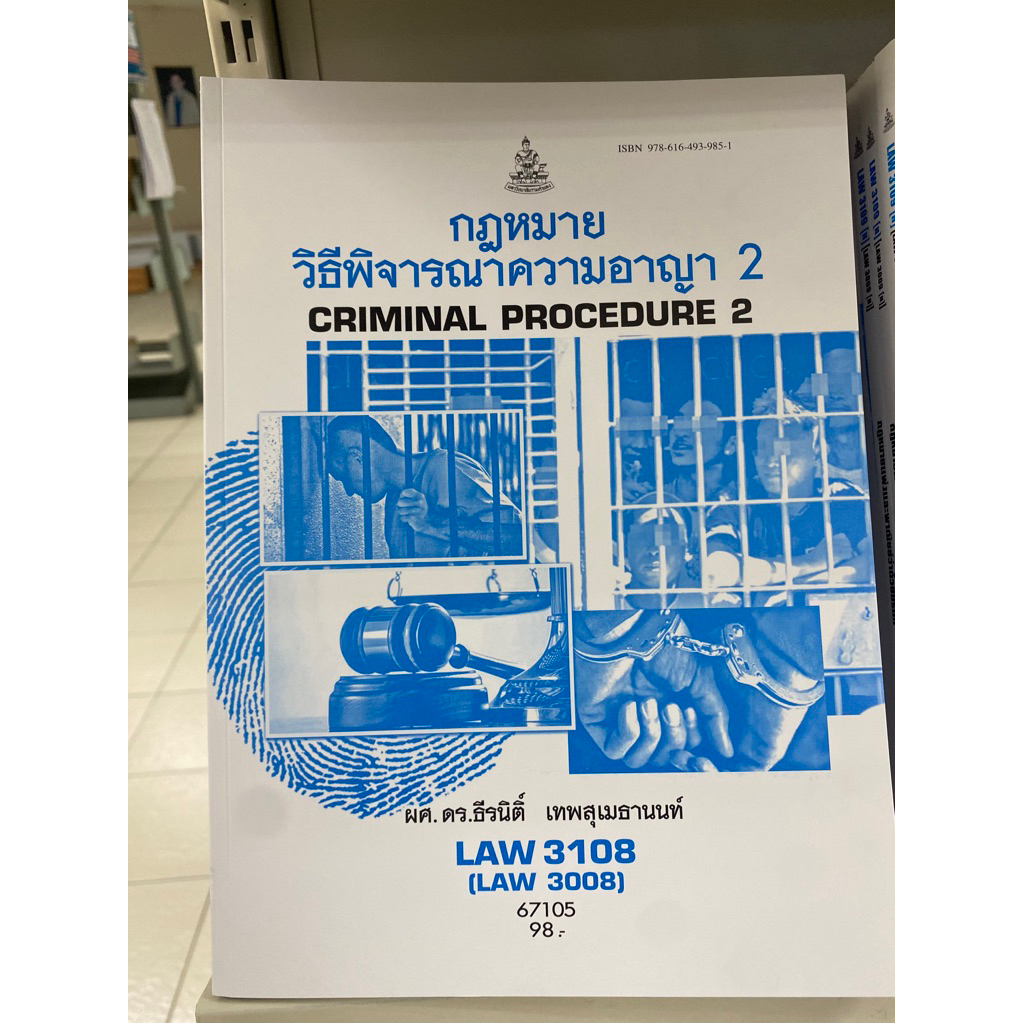 ISBN 978-616-493-985-1
กฎหมาย
วิธีพิจารณาความอาญา 2
CRIMINAL PROCEDURE 2
ผศ. ดร.ธีรนิติ์ เทพสุเมธานนท์
LAW 3108
(LAW 3008)
67105
98.-